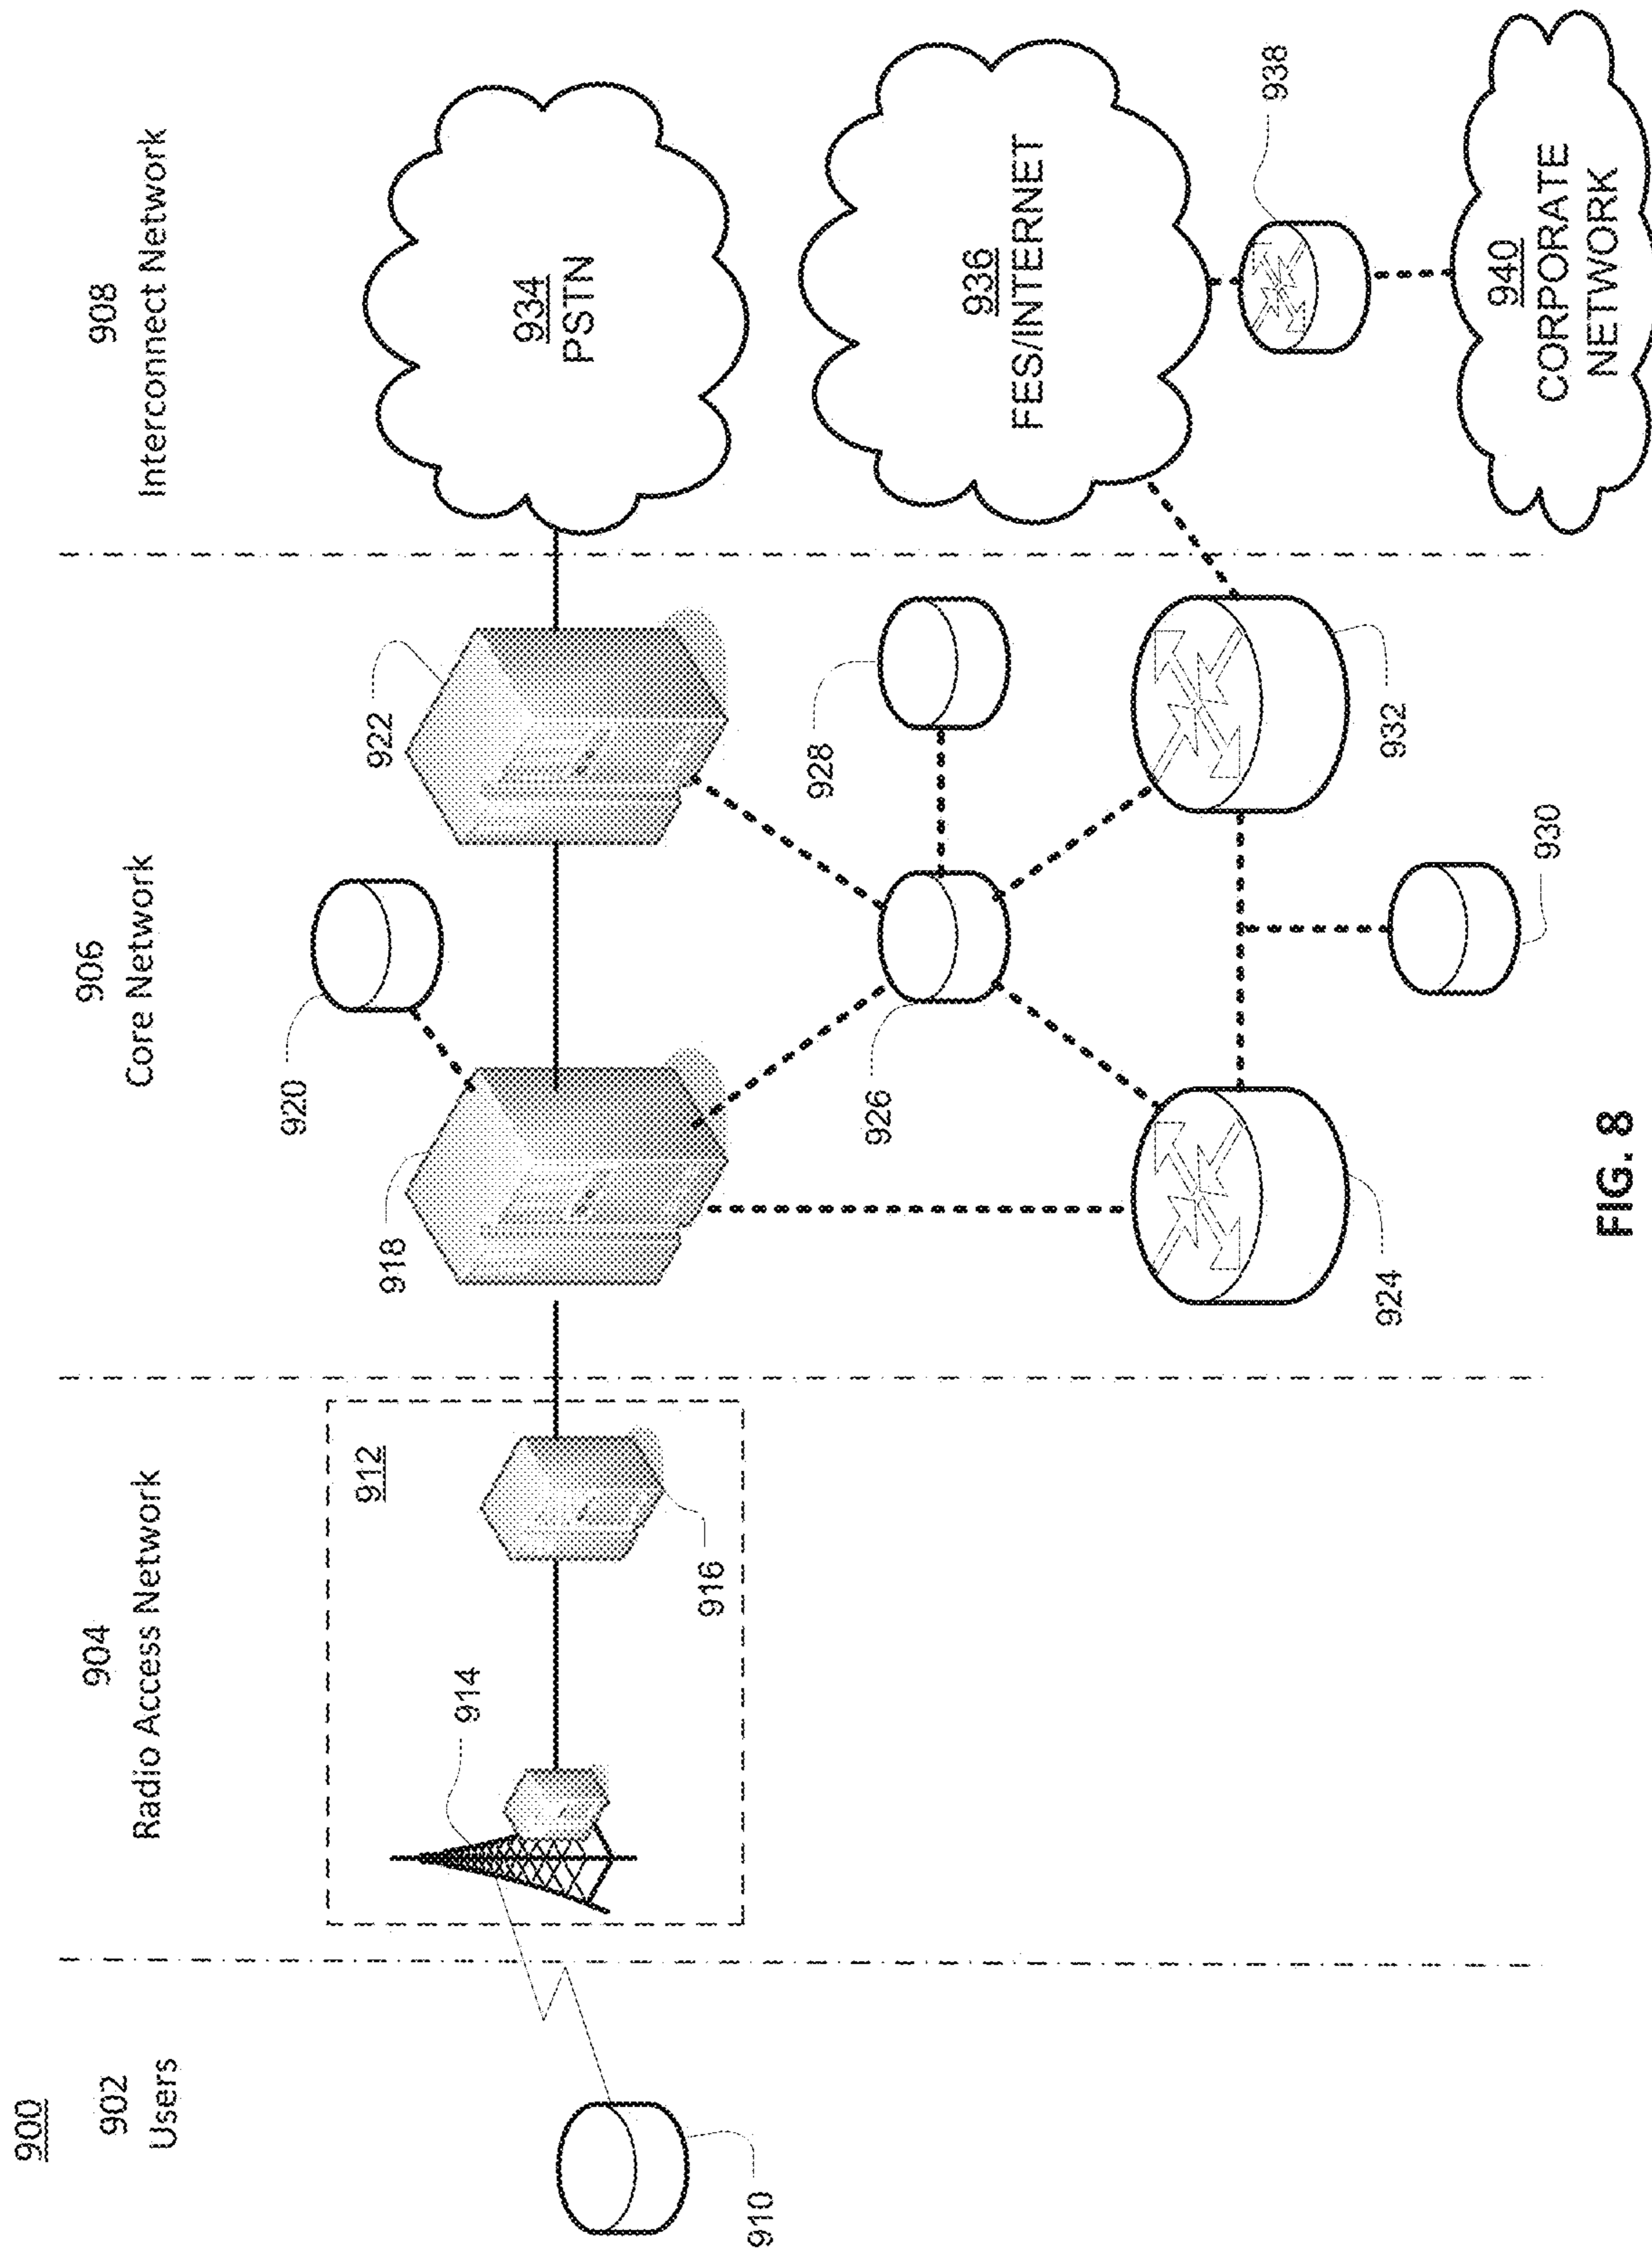 900
902
Users
904
Radio Access Network
906
Core Network
908
Interconnect Network
910
912
914
916
918
920
922
924
926
928
930
932
934
PSTN
936
FES/INTERNET
938
940
CORPORATE
NETWORK
FIG. 8